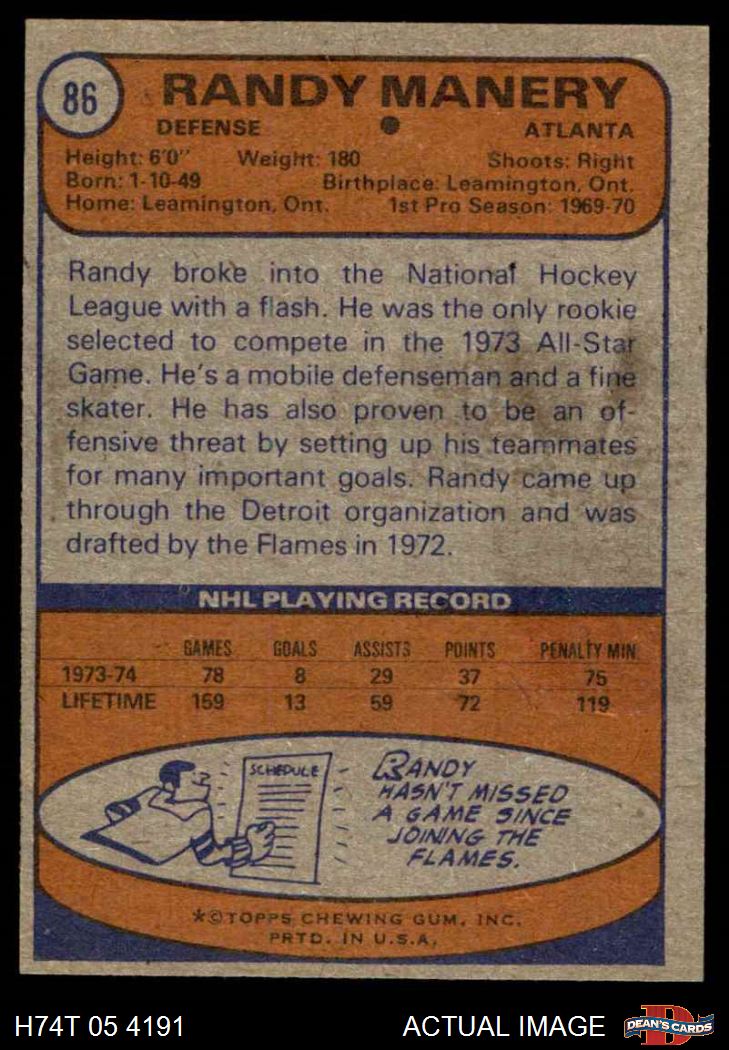 86
RANDY MANERY
DEFENSE
ATLANTA
Height: 6'0" Weight: 180 Shoots: Right
Born: 1-10-49 Birthplace: Leamington, Ont.
Home: Leamington, Ont. 1st Pro Season: 1969-70
Randy broke into the National Hockey
League with a flash. He was the only rookie
selected to compete in the 1973 All-Star
Game. He's a mobile defenseman and a fine
skater. He has also proven to be an of-
fensive threat by setting up his teammates
for many important goals. Randy came up
through the Detroit organization and was
drafted by the Flames in 1972.
NHL PLAYING RECORD
GAMES GOALS ASSISTS POINTS PENALTY MIN
1973-74 78 8 29 37 75
LIFETIME 159 13 59 72 119
SCHEDULE
RANDY
HASN'T MISSED
A GAME SINCE
JOINING THE
FLAMES.
*©TOPPS CHEWING GUM, INC.
PRTD. IN U.S.A.
H74T 05 4191
ACTUAL IMAGE
D
DEAN'S CARDS